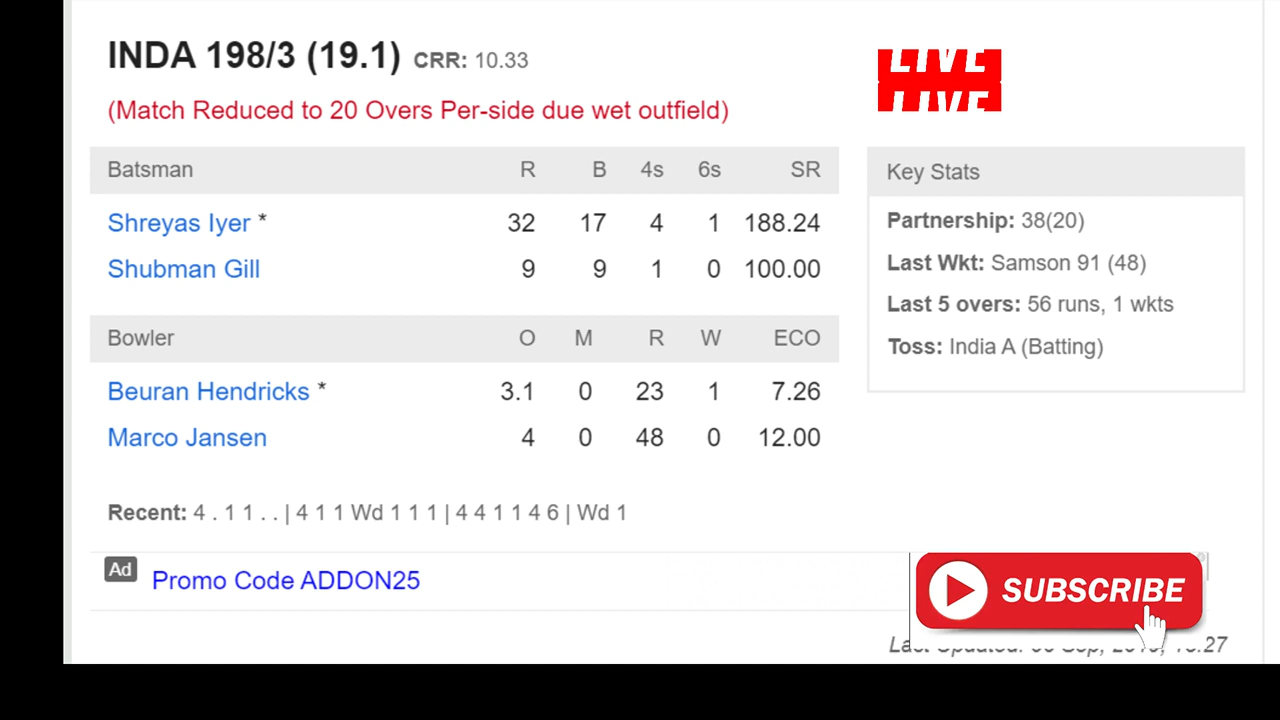 INDA 198/3 (19.1) CRR: 10.33
LIVE
LIVE
(Match Reduced to 20 Overs Per-side due wet outfield)
Batsman R B 4s 6s SR
Shreyas Iyer * 32 17 4 1 188.24
Shubman Gill 9 9 1 0 100.00
Bowler O M R W ECO
Beuran Hendricks * 3.1 0 23 1 7.26
Marco Jansen 4 0 48 0 12.00
Key Stats
Partnership: 38(20)
Last Wkt: Samson 91 (48)
Last 5 overs: 56 runs, 1 wkts
Toss: India A (Batting)
Recent: 4 . 1 1 . . | 4 1 1 Wd 1 1 1 | 4 4 1 1 4 6 | Wd 1
Ad Promo Code ADDON25
SUBSCRIBE
Last Updated: Sep,